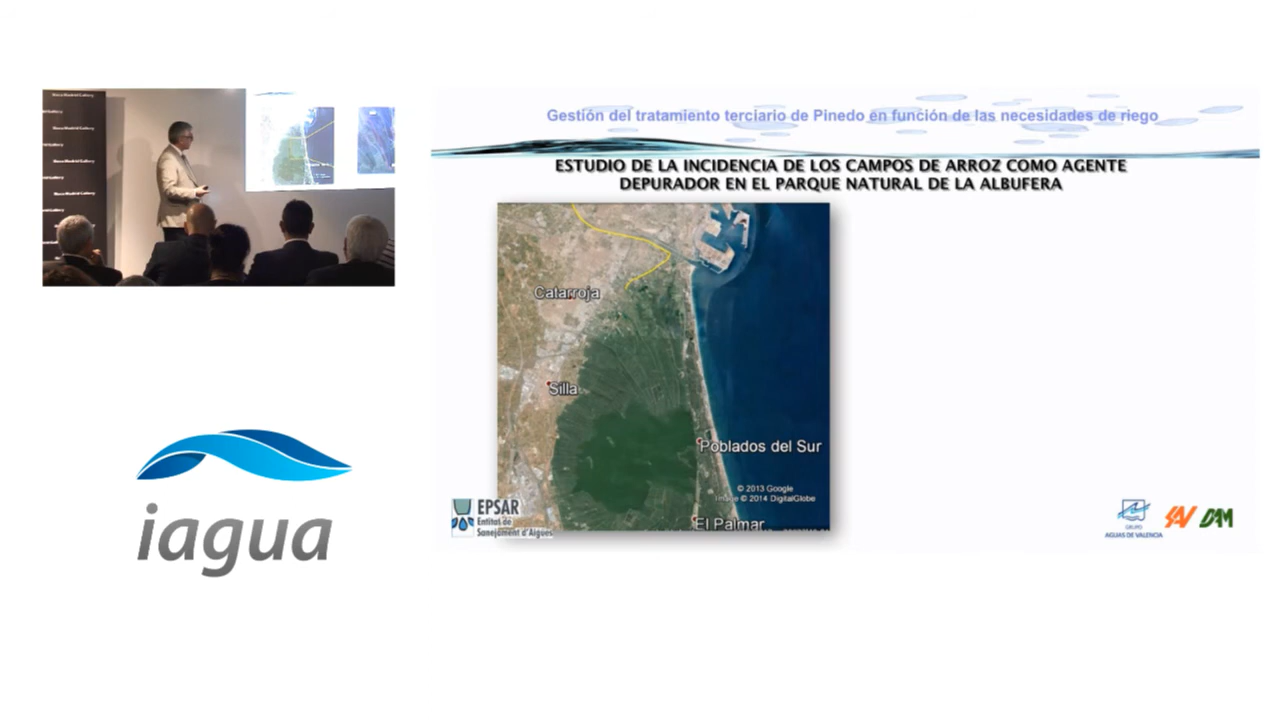 Gestión del tratamiento terciario de Pinedo en función de las necesidades de riego
ESTUDIO DE LA INCIDENCIA DE LOS CAMPOS DE ARROZ COMO AGENTE
DEPURADOR EN EL PARQUE NATURAL DE LA ALBUFERA
Catarroja
Silla
Poblados del Sur
© 2013 Google
Image © 2014 DigitalGlobe
El Palmar
EPSAR
Entitat de
Sanejament d'Aigües
GRUPO
AGUAS DE VALENCIA
SAV
DAM
iagua